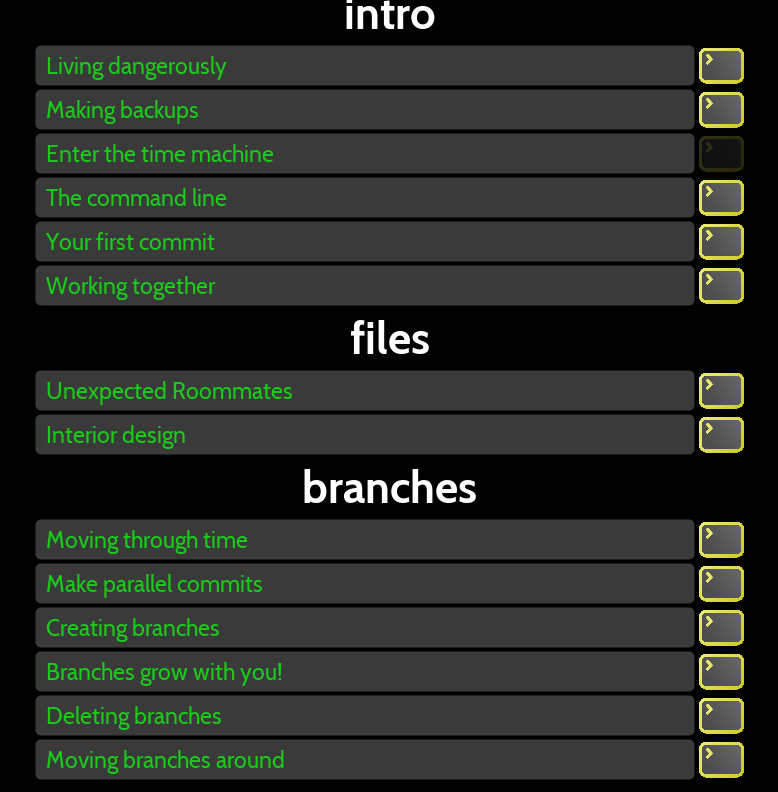 intro
Living dangerously
Making backups
Enter the time machine
The command line
Your first commit
Working together
files
Unexpected Roommates
Interior design
branches
Moving through time
Make parallel commits
Creating branches
Branches grow with you!
Deleting branches
Moving branches around